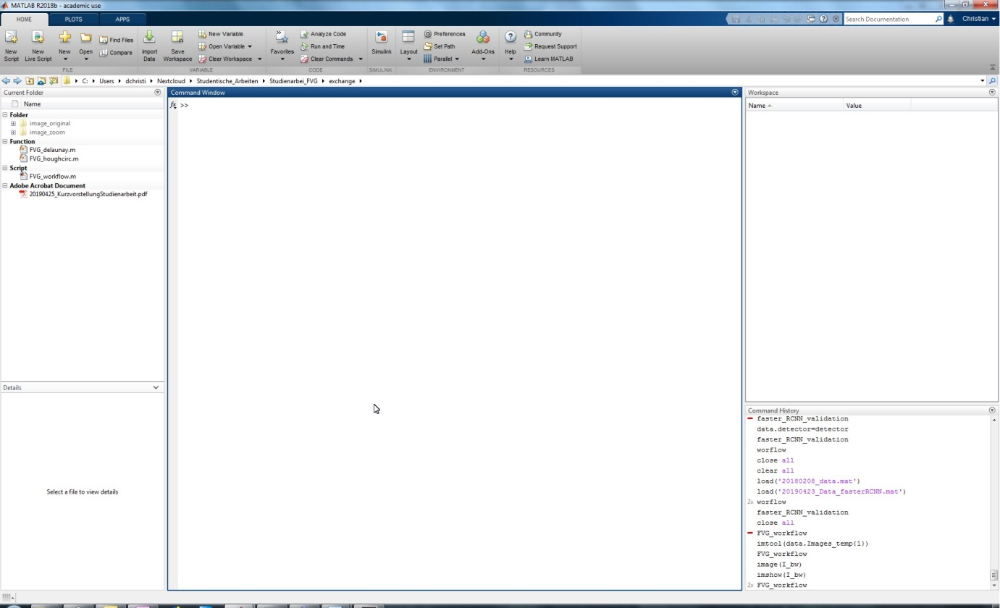 MATLAB R2018b - academic use
HOME PLOTS APPS
Search Documentation Christian
New Script New Live Script New Open Find Files Compare Import Data Save Workspace New Variable Open Variable Clear Workspace Favorites Analyze Code Run and Time Clear Commands Simulink Layout Preferences Set Path Parallel Add-Ons Help Community Request Support Learn MATLAB
FILE VARIABLE CODE SIMULINK ENVIRONMENT RESOURCES
C: Users dchristi Nextcloud Studentische_Arbeiten Studienarbei_FVG exchange
Current Folder
Name
Folder
image_original
image_zoom
Function
FVG_delaunay.m
FVG_houghcirc.m
Script
FVG_workflow.m
Adobe Acrobat Document
20190425_KurzvorstellungStudienarbeit.pdf
Details
Select a file to view details
Command Window
fx >>
Workspace
Name Value
Command History
faster_RCNN_validation
data.detector=detector
faster_RCNN_validation
worflow
close all
clear all
load('20180208_data.mat')
load('20190423_Data_fasterRCNN.mat')
2x worflow
faster_RCNN_validation
close all
FVG_workflow
imtool(data.Images_temp{1})
FVG_workflow
image(I_bw)
imshow(I_bw)
2x FVG_workflow